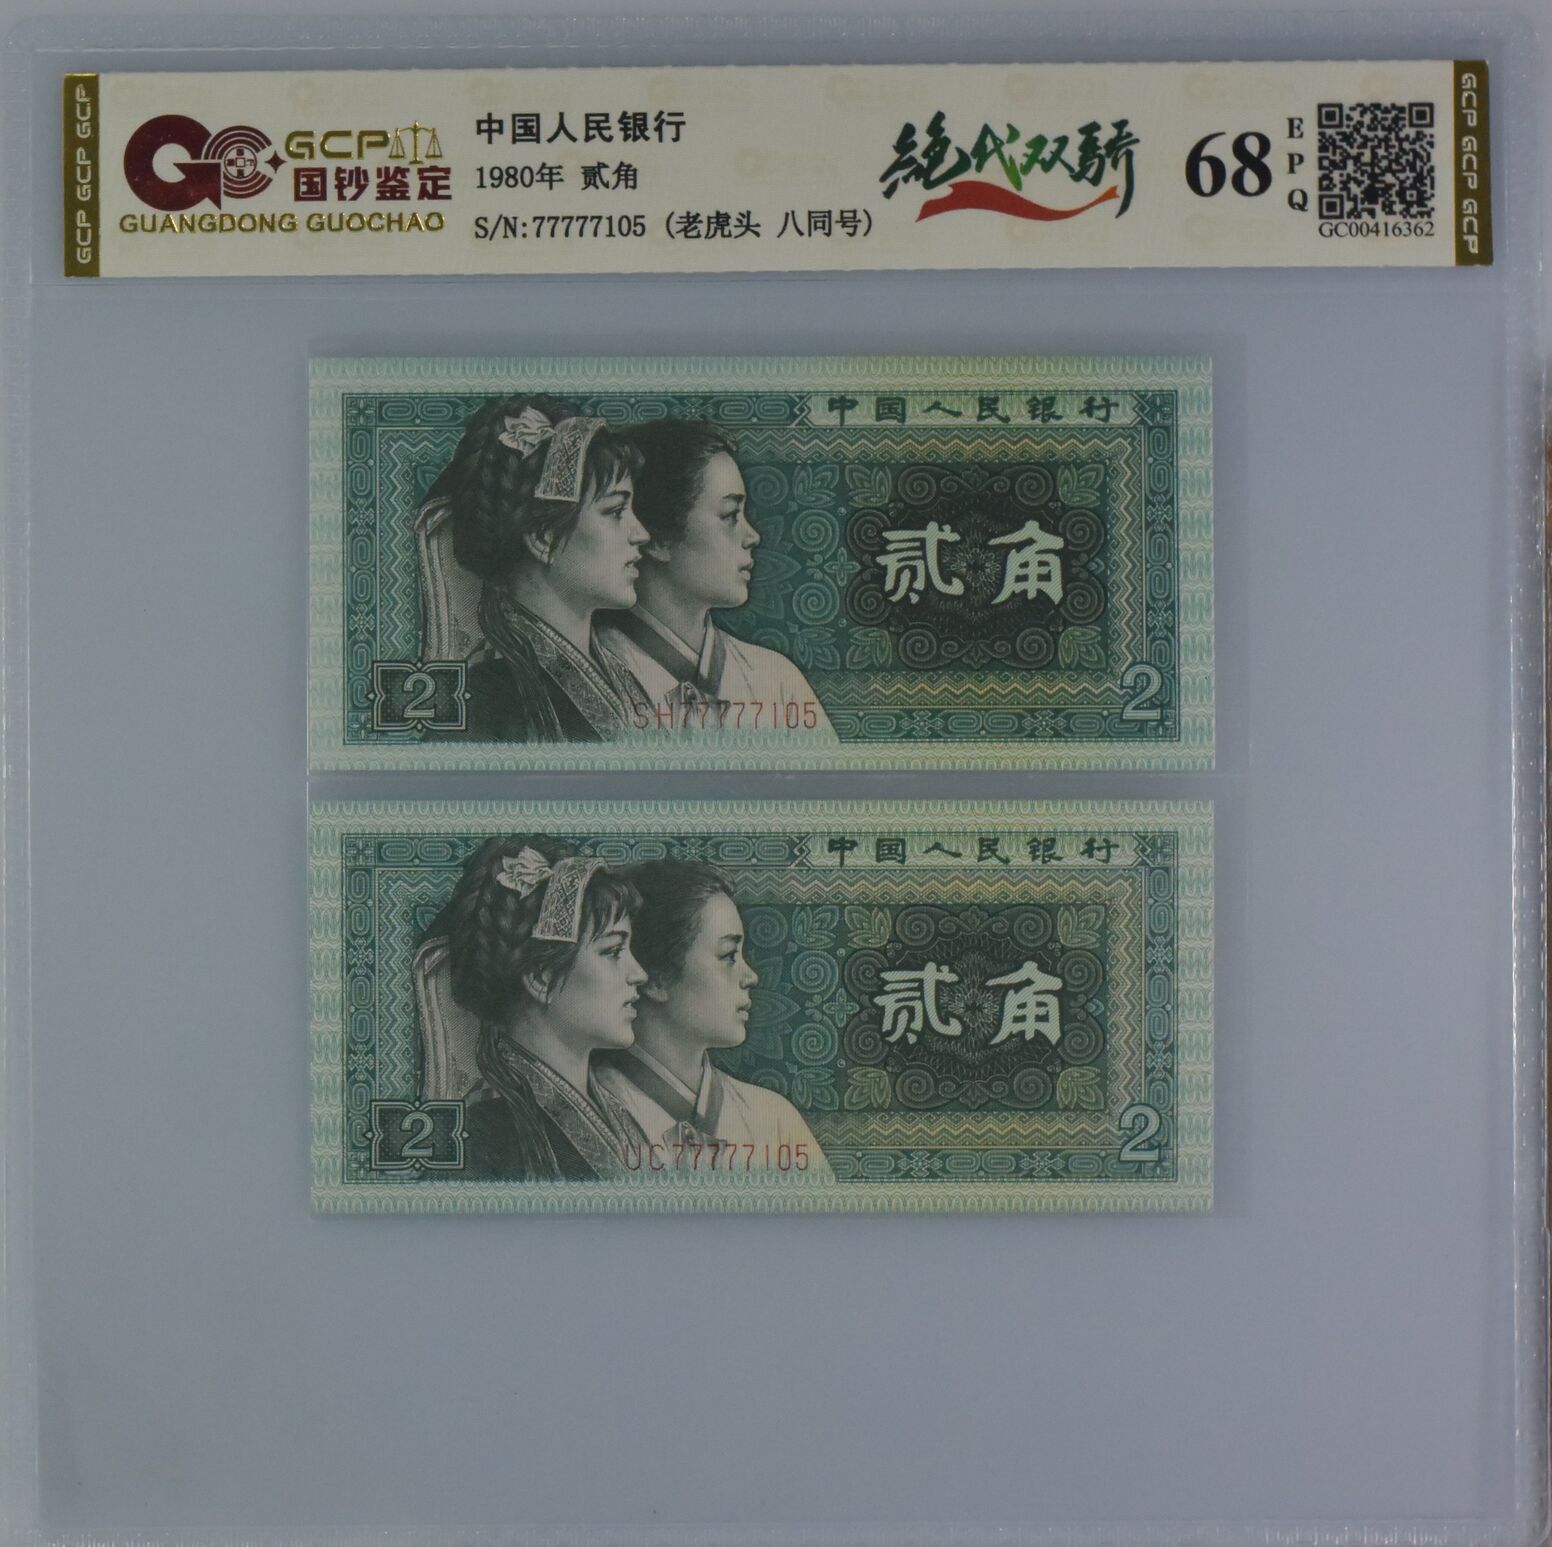 GCP GCP GCP
GCP
国钞鉴定
GUANGDONG GUOCHAO
中国人民银行
1980年 贰角
S/N:77777105 (老虎头 八同号)
絕代双骄
68
EPQ
GC00416362
GCP GCP GCP
中国人民银行
贰角
2
2
SH77777105
中国人民银行
贰角
2
2
UC77777105